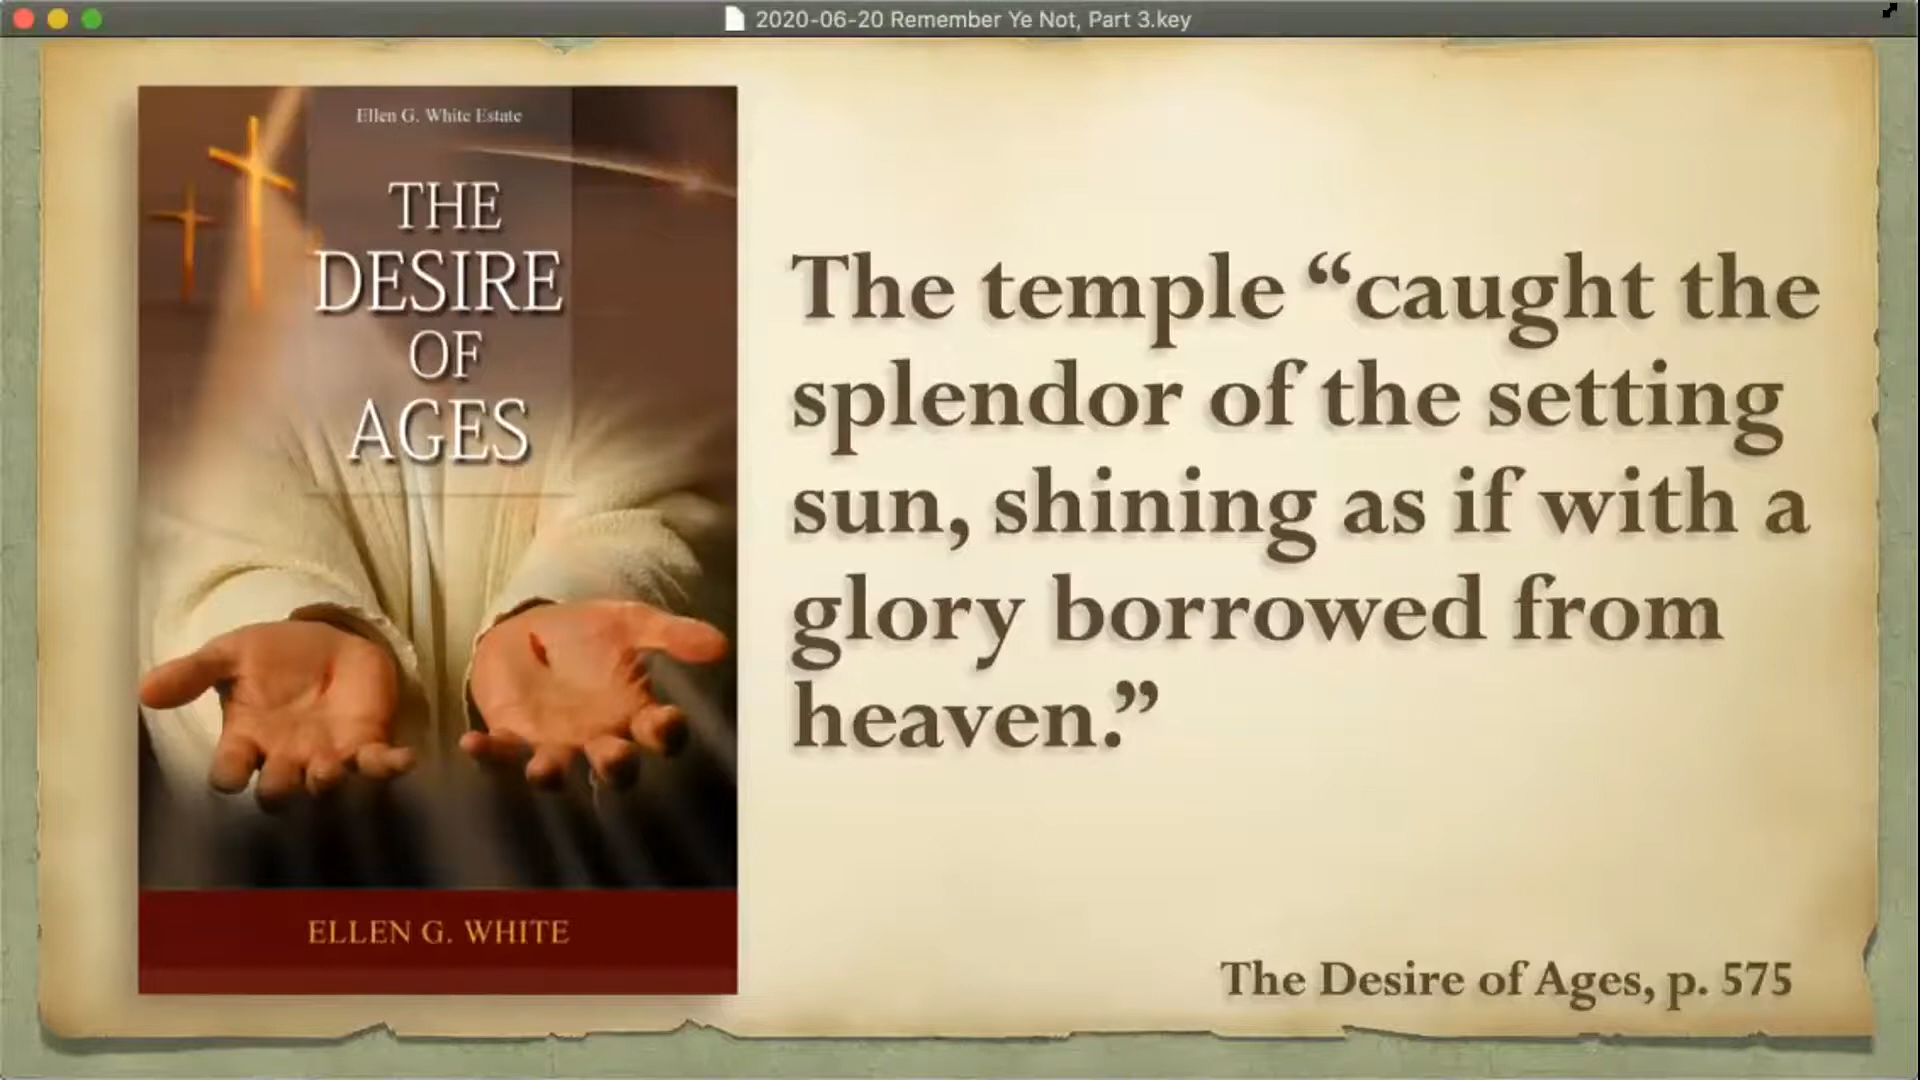 2020-06-20 Remember Ye Not, Part 3.key
Ellen G. White Estate
THE
DESIRE
OF
AGES
ELLEN G. WHITE
The temple “caught the
splendor of the setting
sun, shining as if with a
glory borrowed from
heaven.”
The Desire of Ages, p. 575